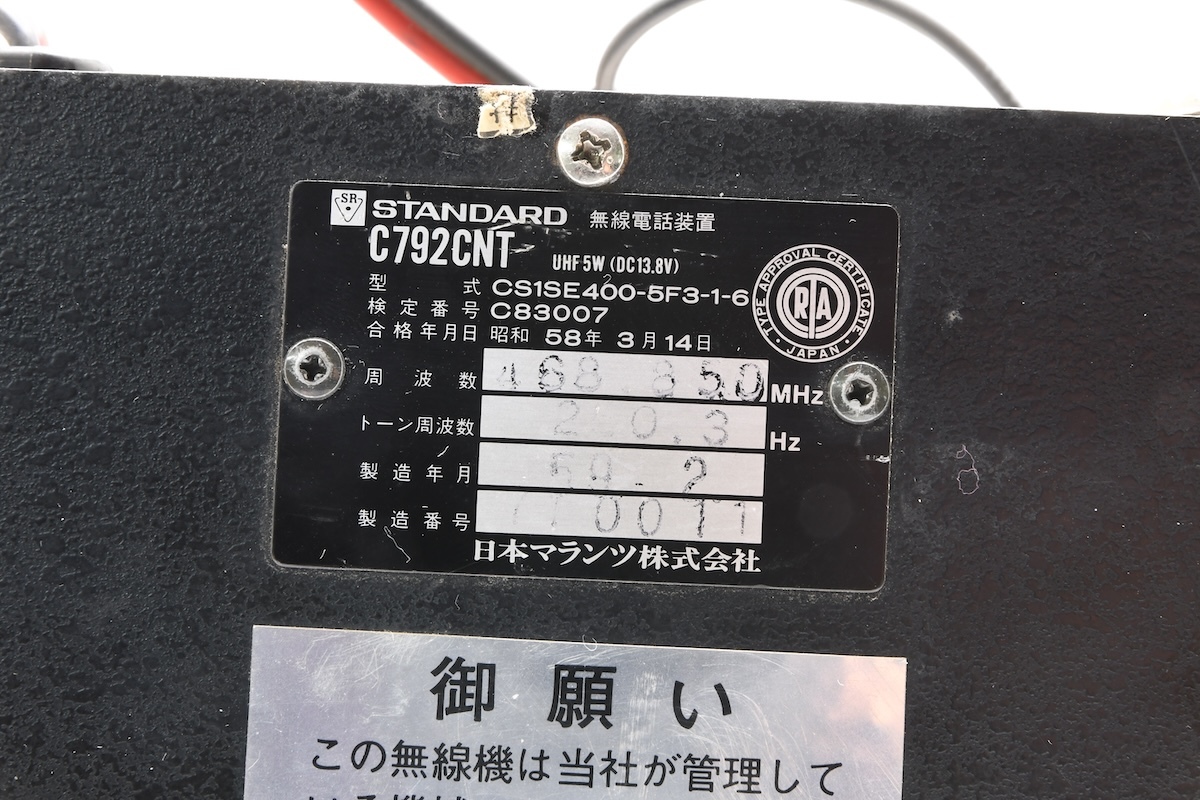 SR STANDARD 無線電話装置
C792CNT UHF 5W (DC13.8V)
型 式 CS1SE400-5F3-1-6
検定番号 C83007
合格年月日 昭和 58年 3月14日
TYPE APPROVAL CERTIFICATE
RTA
JAPAN
周 波 数 468.850 MHz
トーン周波数 Hz
製造年月 59.2
製造番号
日本マランツ株式会社
御 願 い
この無線機は当社が管理して